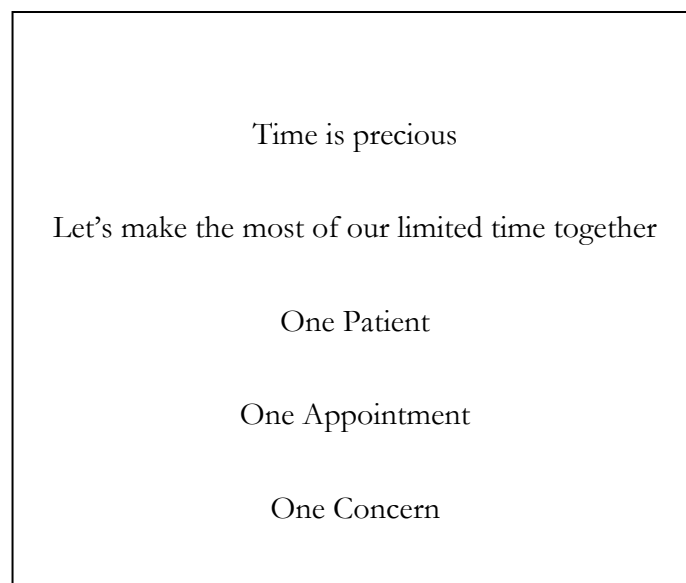 Time is precious
Let’s make the most of our limited time together
One Patient
One Appointment
One Concern